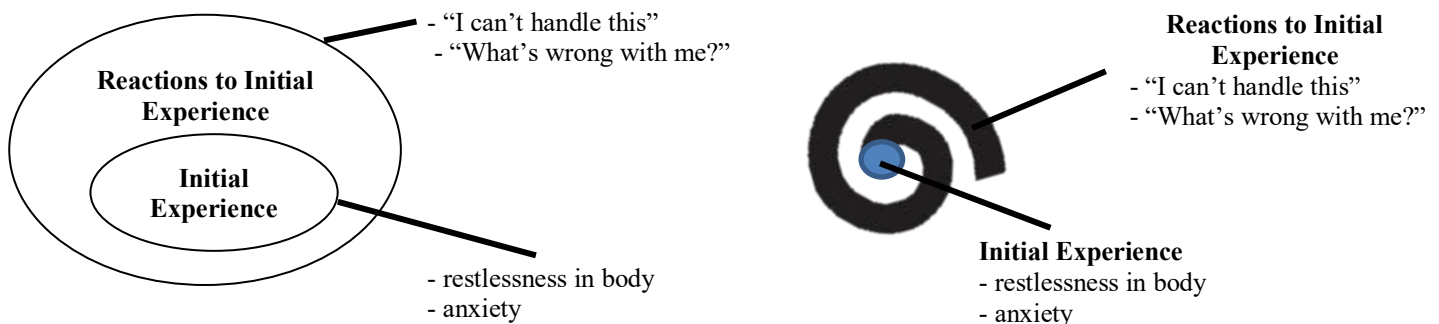 - “I can’t handle this”
- “What’s wrong with me?”
Reactions to Initial
Experience
Initial
Experience
- restlessness in body
- anxiety
Reactions to Initial
Experience
- “I can’t handle this”
- “What’s wrong with me?”
Initial Experience
- restlessness in body
- anxiety